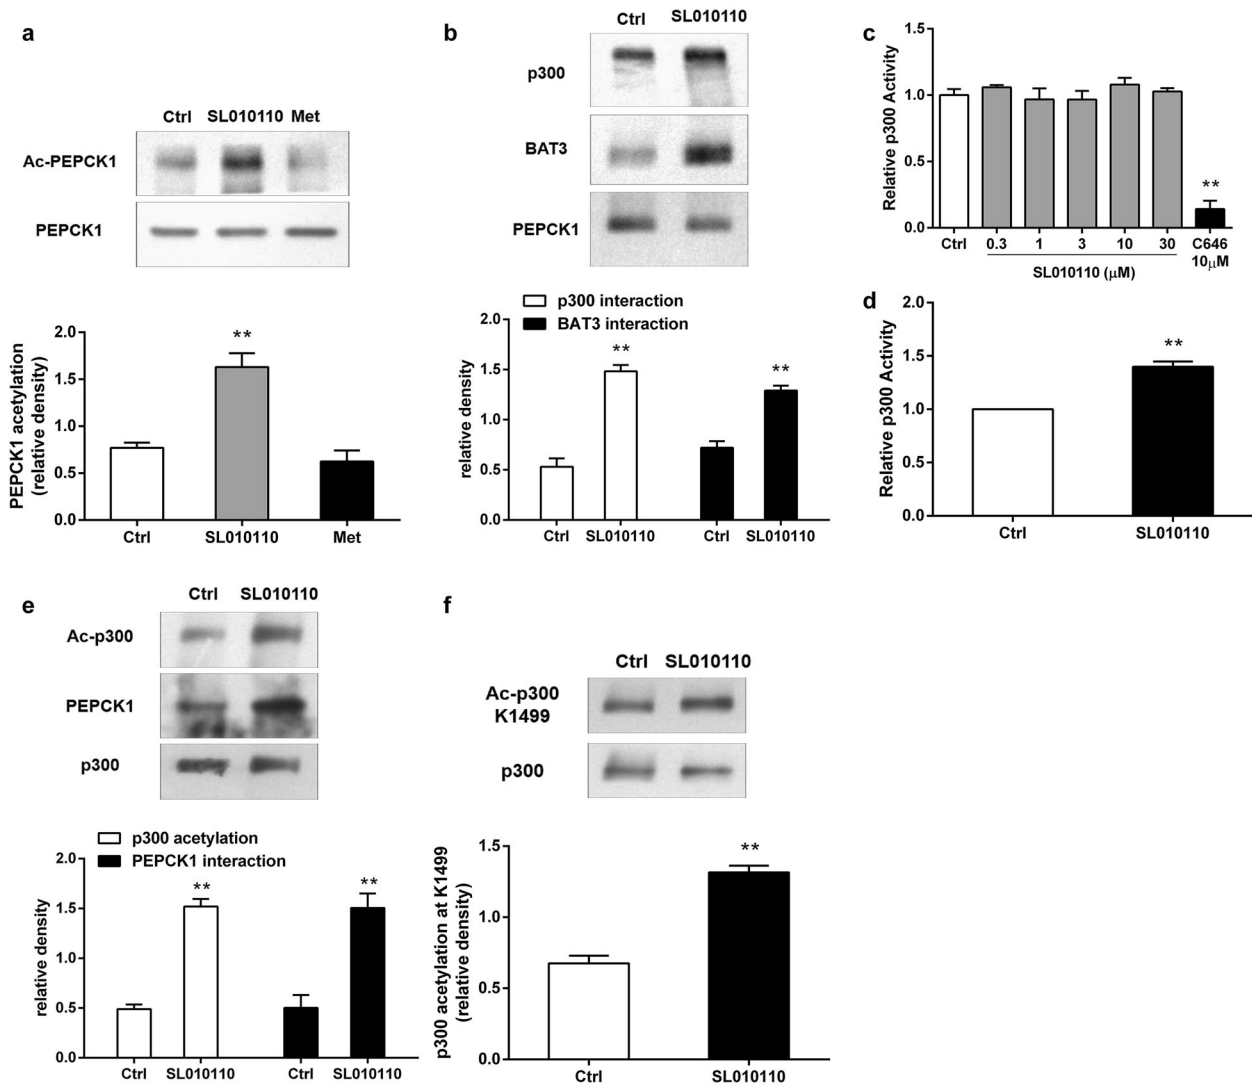 a
Ctrl SL010110 Met
Ac-PEPCK1
PEPCK1
PEPCK1 acetylation
(relative density)
2.0
**
1.5
1.0
0.5
0.0
Ctrl SL010110 Met
b
Ctrl SL010110
p300
BAT3
PEPCK1
p300 interaction
BAT3 interaction
relative density
2.0
** **
1.5
1.0
0.5
0.0
Ctrl SL010110 Ctrl SL010110
c
Relative p300 Activity
1.5
1.0
0.5
**
0.0
Ctrl 0.3 1 3 10 30 C646
10μM
SL010110 (μM)
d
Relative p300 Activity
2.0
**
1.5
1.0
0.5
0.0
Ctrl SL010110
e
Ctrl SL010110
Ac-p300
PEPCK1
p300
p300 acetylation
PEPCK1 interaction
relative density
2.0
** **
1.5
1.0
0.5
0.0
Ctrl SL010110 Ctrl SL010110
f
Ctrl SL010110
Ac-p300
K1499
p300
p300 acetylation at K1499
(relative density)
1.5
**
1.0
0.5
0.0
Ctrl SL010110